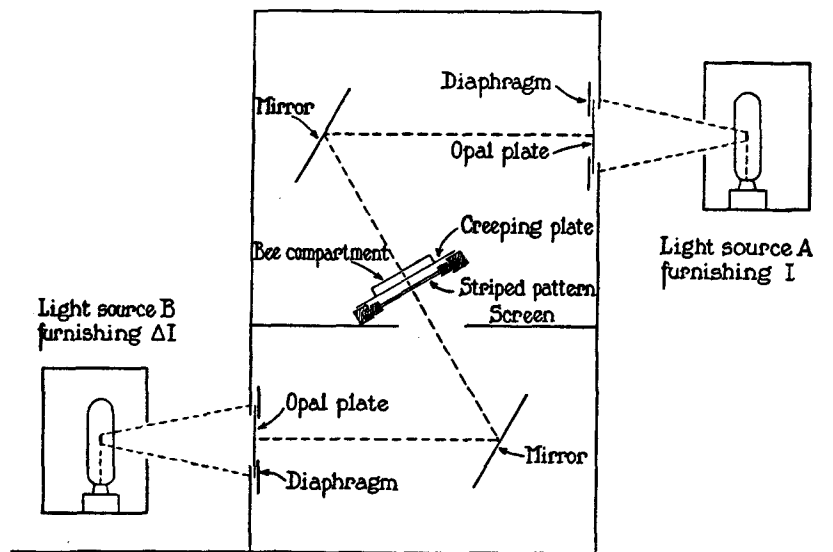 Diaphragm
Mirror
Opal plate
Creeping plate
Bee compartment
Light source A
furnishing I
Striped pattern
Screen
Light source B
furnishing ΔI
Opal plate
Mirror
Diaphragm